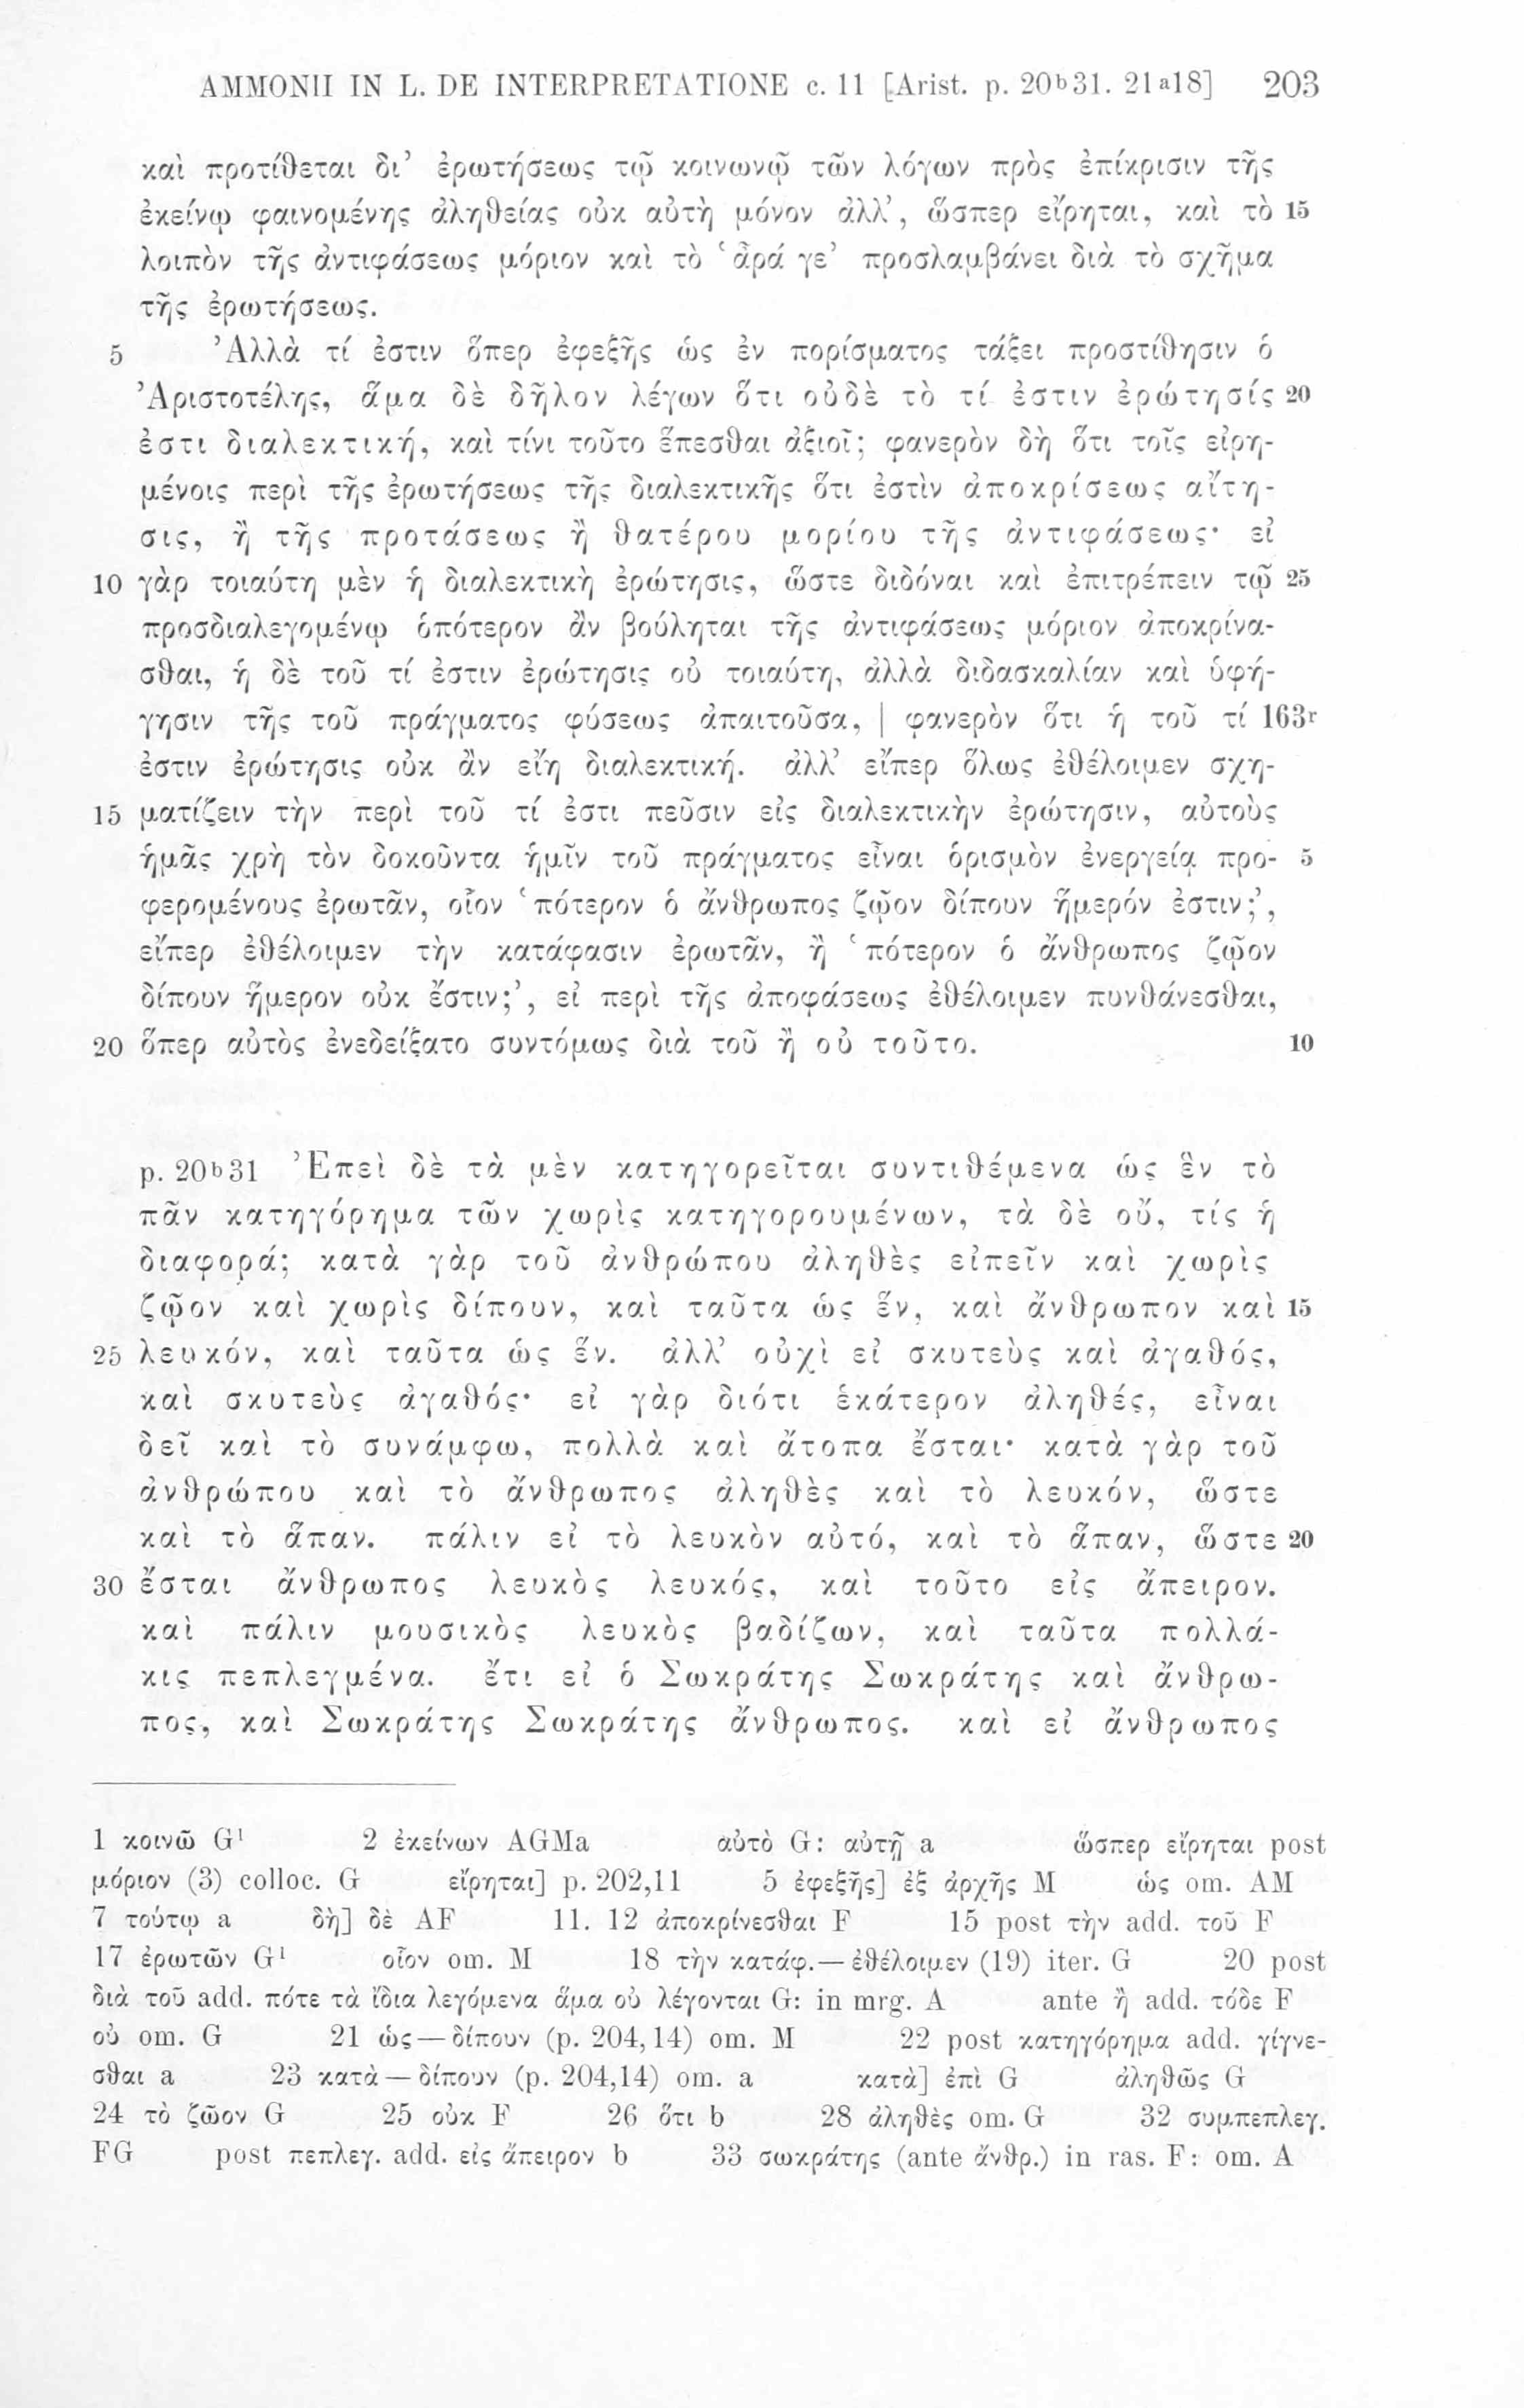 AMMONII IN L. DE INTERPRETATIONE c. 11 [Arist. p. 20b31. 21a18] 203
καὶ προτίθεται δι’ ἐρωτήσεως τῷ κοινωνῷ τῶν λόγων πρὸς ἐπίκρισιν τῆς
ἐκείνῳ φαινομένης ἀληθείας οὐκ αὐτὴ μόνον ἀλλ’, ὥσπερ εἴρηται, καὶ τὸ 15
λοιπὸν τῆς ἀντιφάσεως μόριον καὶ τὸ ‘ἆρά γε’ προσλαμβάνει διὰ τὸ σχῆμα
τῆς ἐρωτήσεως.
5 Ἀλλὰ τί ἐστιν ὅπερ ἐφεξῆς ὡς ἐν πορίσματος τάξει προστίθησιν ὁ
Ἀριστοτέλης, ἅμα δὲ δῆλον λέγων ὅτι οὐδὲ τὸ τί ἐστιν ἐρώτησίς 20
ἐστι διαλεκτική, καὶ τίνι τοῦτο ἕπεσθαι ἀξιοῖ; φανερὸν δὴ ὅτι τοῖς εἰρη-
μένοις περὶ τῆς ἐρωτήσεως τῆς διαλεκτικῆς ὅτι ἐστὶν ἀποκρίσεως αἴτη-
σις, ἢ τῆς προτάσεως ἢ θατέρου μορίου τῆς ἀντιφάσεως· εἰ
10 γὰρ τοιαύτη μὲν ἡ διαλεκτικὴ ἐρώτησις, ὥστε διδόναι καὶ ἐπιτρέπειν τῷ 25
προσδιαλεγομένῳ ὁπότερον ἂν βούληται τῆς ἀντιφάσεως μόριον ἀποκρίνα-
σθαι, ἡ δὲ τοῦ τί ἐστιν ἐρώτησις οὐ τοιαύτη, ἀλλὰ διδασκαλίαν καὶ ὑφή-
γησιν τῆς τοῦ πράγματος φύσεως ἀπαιτοῦσα, | φανερὸν ὅτι ἡ τοῦ τί 163r
ἐστιν ἐρώτησις οὐκ ἂν εἴη διαλεκτική. ἀλλ’ εἴπερ ὅλως ἐθέλοιμεν σχη-
15 ματίζειν τὴν περὶ τοῦ τί ἐστι πεῦσιν εἰς διαλεκτικὴν ἐρώτησιν, αὐτοὺς
ἡμᾶς χρὴ τὸν δοκοῦντα ἡμῖν τοῦ πράγματος εἶναι ὁρισμὸν ἐνεργείᾳ προ- 5
φερομένους ἐρωτᾶν, οἷον ‘πότερον ὁ ἄνθρωπος ζῷον δίπουν ἥμερόν ἐστιν;’,
εἴπερ ἐθέλοιμεν τὴν κατάφασιν ἐρωτᾶν, ἢ ‘πότερον ὁ ἄνθρωπος ζῷον
δίπουν ἥμερον οὐκ ἔστιν;’, εἰ περὶ τῆς ἀποφάσεως ἐθέλοιμεν πυνθάνεσθαι,
20 ὅπερ αὐτὸς ἐνεδείξατο συντόμως διὰ τοῦ ἢ οὐ τοῦτο. 10
p. 20b31 Ἐπεὶ δὲ τὰ μὲν κατηγορεῖται συντιθέμενα ὡς ἓν τὸ
πᾶν κατηγόρημα τῶν χωρὶς κατηγορουμένων, τὰ δὲ οὔ, τίς ἡ
διαφορά; κατὰ γὰρ τοῦ ἀνθρώπου ἀληθὲς εἰπεῖν καὶ χωρὶς
ζῷον καὶ χωρὶς δίπουν, καὶ ταῦτα ὡς ἕν, καὶ ἄνθρωπον καὶ 15
25 λευκόν, καὶ ταῦτα ὡς ἕν. ἀλλ’ οὐχὶ εἰ σκυτεὺς καὶ ἀγαθός,
καὶ σκυτεὺς ἀγαθός· εἰ γὰρ διότι ἑκάτερον ἀληθές, εἶναι
δεῖ καὶ τὸ συνάμφω, πολλὰ καὶ ἄτοπα ἔσται· κατὰ γὰρ τοῦ
ἀνθρώπου καὶ τὸ ἄνθρωπος ἀληθὲς καὶ τὸ λευκόν, ὥστε
καὶ τὸ ἅπαν. πάλιν εἰ τὸ λευκὸν αὐτό, καὶ τὸ ἅπαν, ὥστε 20
30 ἔσται ἄνθρωπος λευκὸς λευκός, καὶ τοῦτο εἰς ἄπειρον.
καὶ πάλιν μουσικὸς λευκὸς βαδίζων, καὶ ταῦτα πολλά-
κις πεπλεγμένα. ἔτι εἰ ὁ Σωκράτης Σωκράτης καὶ ἄνθρω-
πος, καὶ Σωκράτης Σωκράτης ἄνθρωπος. καὶ εἰ ἄνθρωπος
1 κοινῶ G¹ 2 ἐκείνων AGMa αὐτὸ G: αὐτῇ a ὥσπερ εἴρηται post
μόριον (3) colloc. G εἴρηται] p. 202,11 5 ἐφεξῆς] ἐξ ἀρχῆς M ὡς om. AM
7 τούτῳ a δὴ] δὲ AF 11. 12 ἀποκρίνεσθαι F 15 post τὴν add. τοῦ F
17 ἐρωτῶν G¹ οἷον om. M 18 τὴν κατάφ.—ἐθέλοιμεν (19) iter. G 20 post
διὰ τοῦ add. πότε τὰ ἴδια λεγόμενα ἅμα οὐ λέγονται G: in mrg. A ante ἢ add. τόδε F
οὐ om. G 21 ὡς—δίπουν (p. 204,14) om. M 22 post κατηγόρημα add. γίγνε-
σθαι a 23 κατὰ—δίπουν (p. 204,14) om. a κατὰ] ἐπὶ G ἀληθῶς G
24 τὸ ζῶον G 25 οὐκ F 26 ὅτι b 28 ἀληθὲς om. G 32 συμπεπλεγ.
FG post πεπλεγ. add. εἰς ἄπειρον b 33 σωκράτης (ante ἄνθρ.) in ras. F: om. A